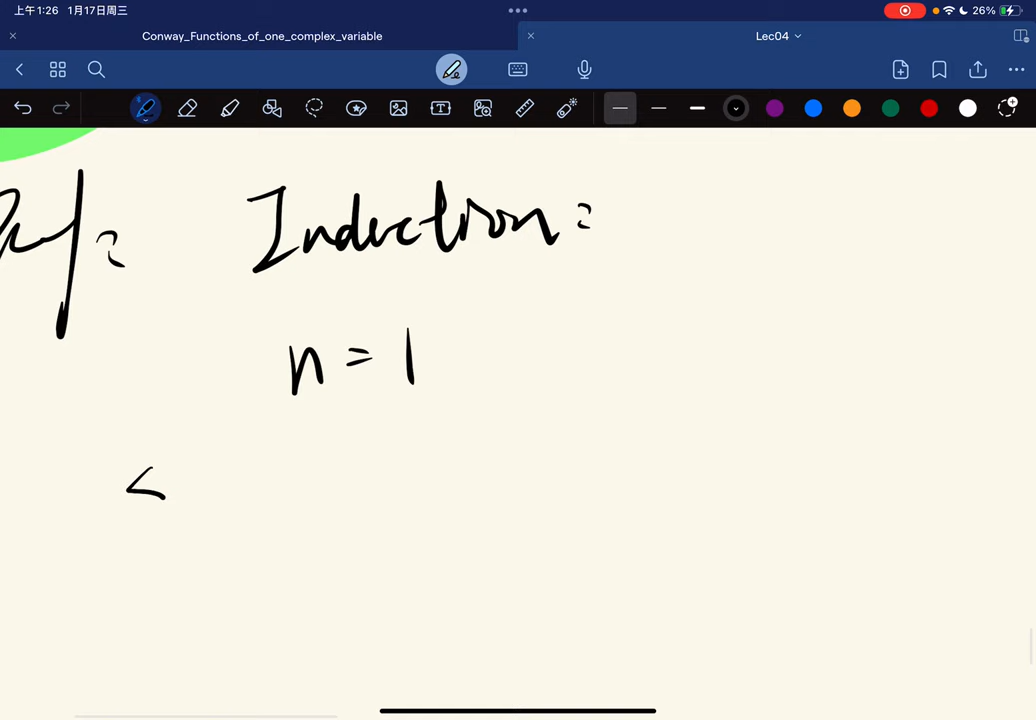 上午1:26 1月17日周三
26%
Conway_Functions_of_one_complex_variable
Lec04
Induction:
n = 1
<